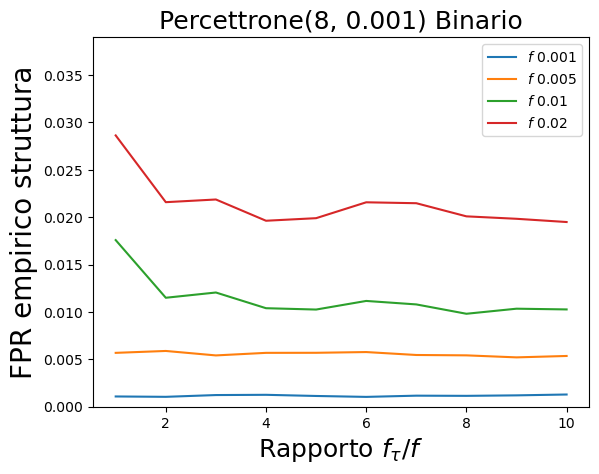 Percettrone(8, 0.001) Binario
f 0.001
f 0.005
f 0.01
f 0.02
FPR empirico struttura
0.035
0.030
0.025
0.020
0.015
0.010
0.005
0.000
2
4
6
8
10
Rapporto fτ/f